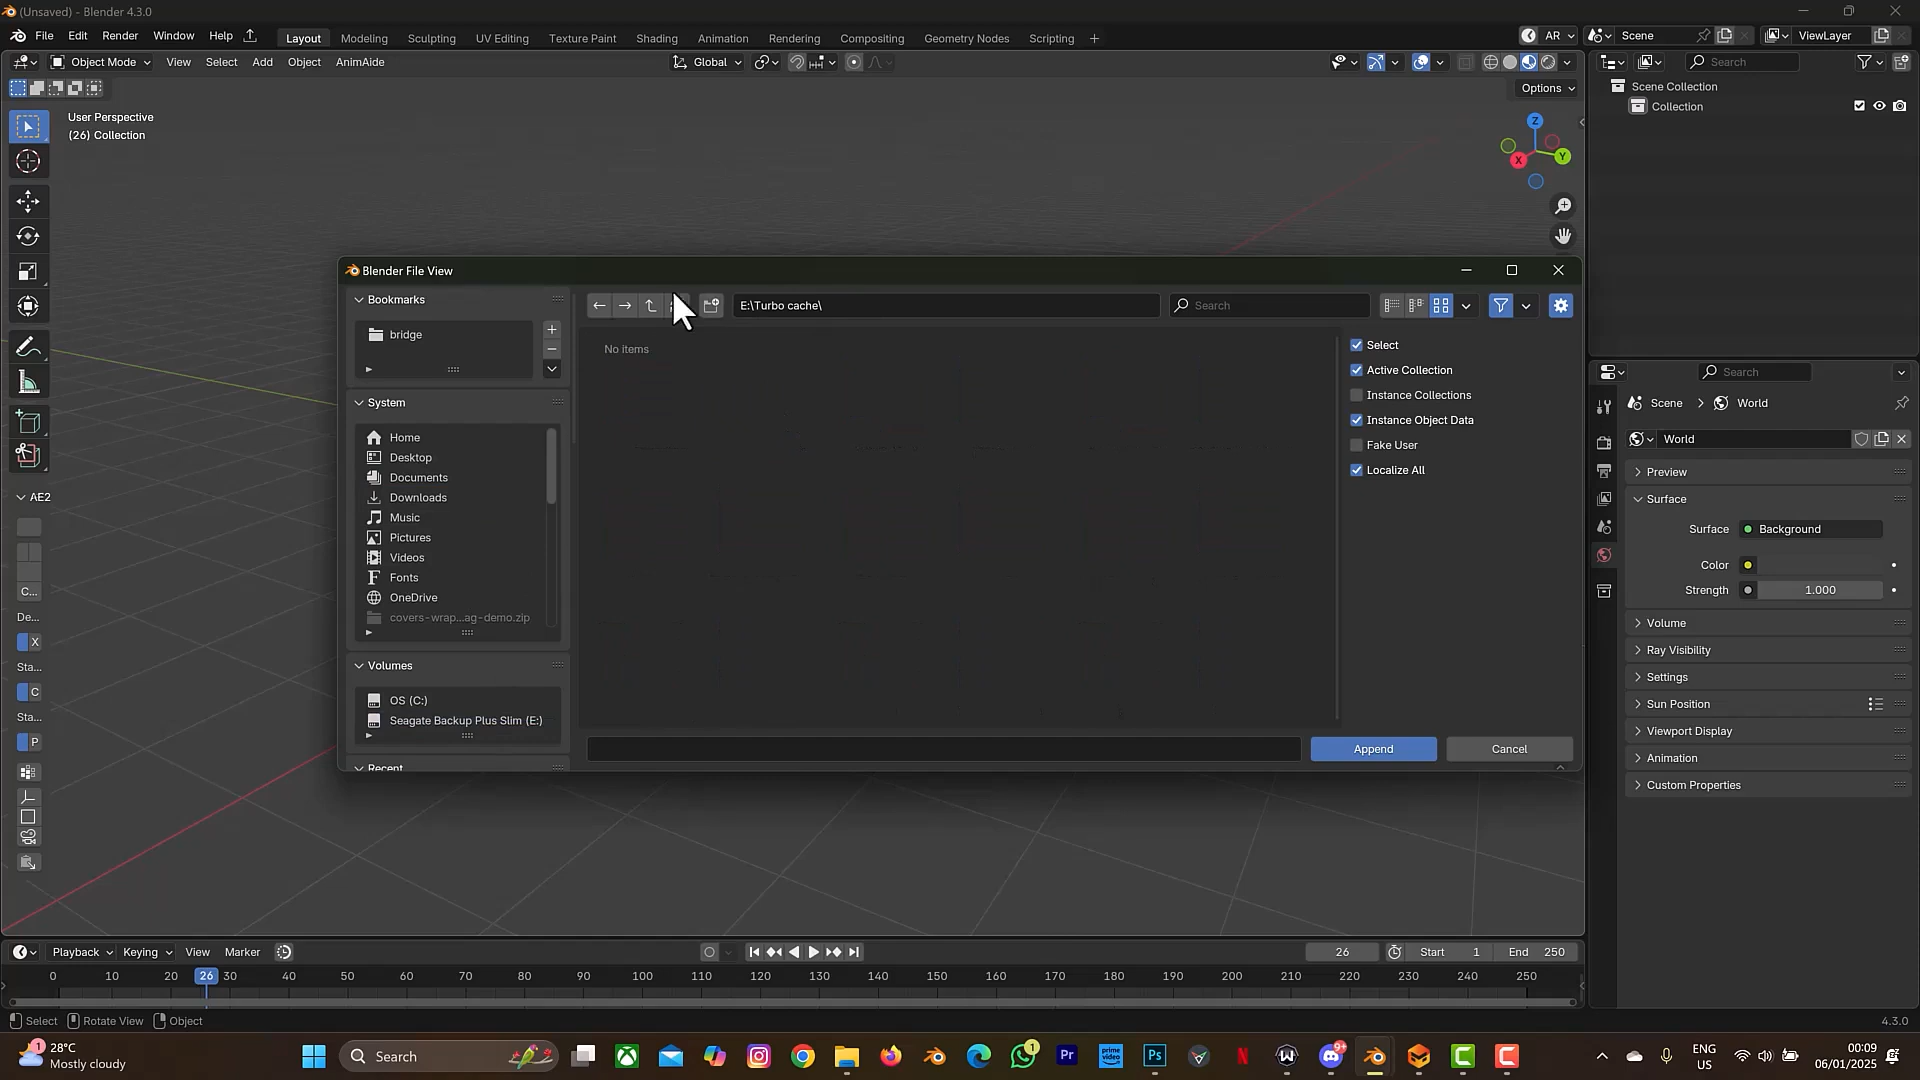 (Unsaved) - Blender 4.3.0
File Edit Render Window Help
Layout Modeling Sculpting UV Editing Texture Paint Shading Animation Rendering Compositing Geometry Nodes Scripting +
AR Scene ViewLayer
Object Mode View Select Add Object AnimAide
Global
Search
Options
Scene Collection
Collection
User Perspective
(26) Collection
Z
Y
X
Blender File View
Bookmarks
bridge
E:\Turbo cache\
Search
No items
Select
Active Collection
Instance Collections
Instance Object Data
Fake User
Localize All
System
Home
Desktop
Documents
Downloads
Music
Pictures
Videos
Fonts
OneDrive
covers-wrap...ag-demo.zip
Volumes
OS (C:)
Seagate Backup Plus Slim (E:)
Recent
Append Cancel
AE2
C...
De...
X
Sta...
C
Sta...
P
Search
Scene > World
World
Preview
Surface
Surface Background
Color
Strength 1.000
Volume
Ray Visibility
Settings
Sun Position
Viewport Display
Animation
Custom Properties
Playback Keying View Marker
26 Start 1 End 250
0 10 20 26 30 40 50 60 70 80 90 100 110 120 130 140 150 160 170 180 190 200 210 220 230 240 250
Select Rotate View Object
4.3.0
1
28°C
Mostly cloudy
Search
1
Pr
prime video
Ps
N
9+
ENG
US
00:09
06/01/2025